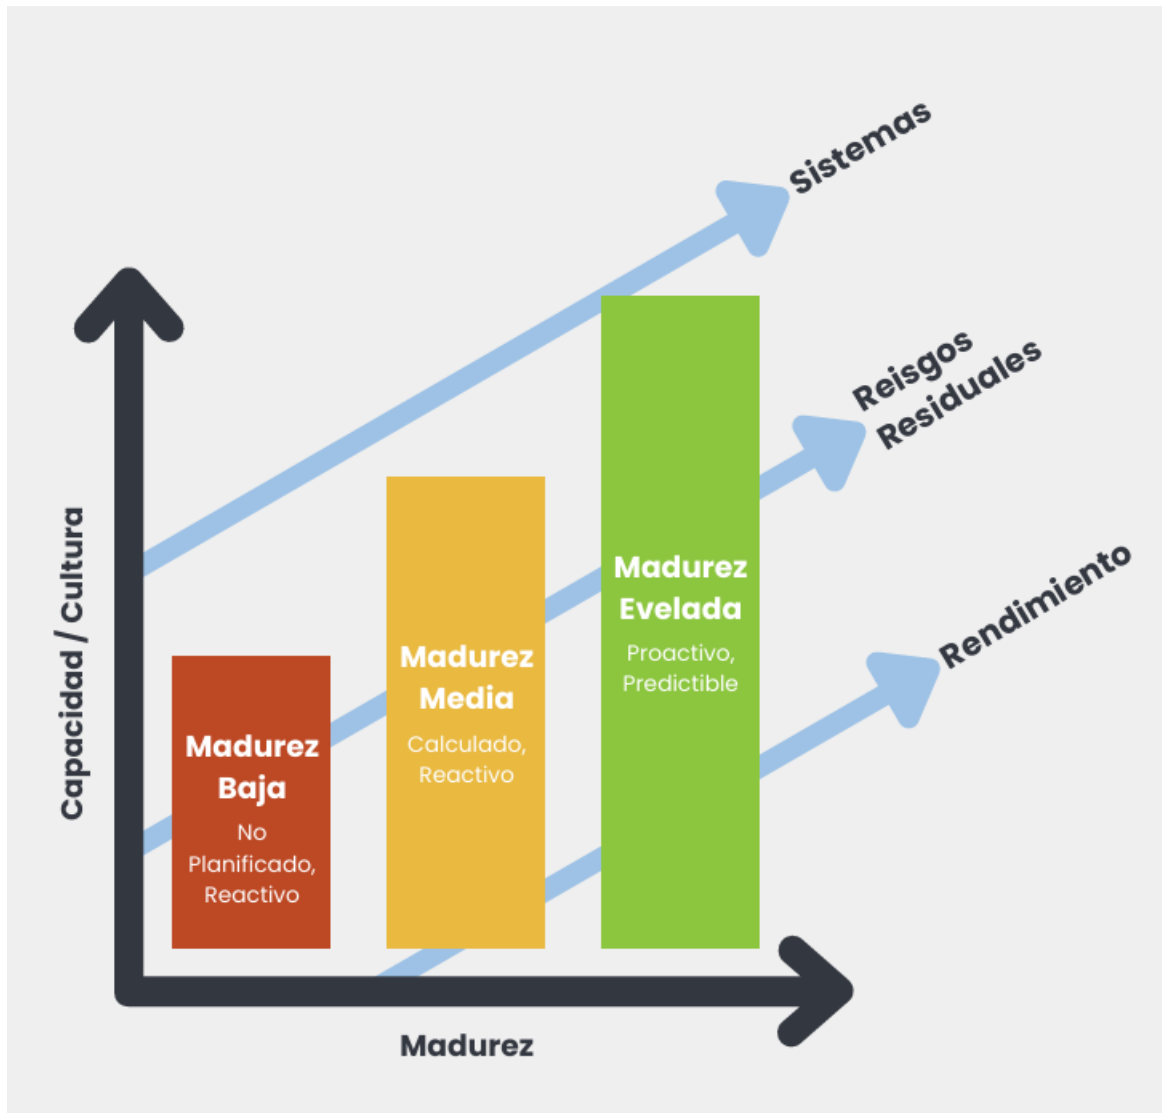 Sistemas
Reisgos
Residuales
Rendimiento
Capacidad / Cultura
Madurez
Baja
No
Planificado,
Reactivo
Madurez
Media
Calculado,
Reactivo
Madurez
Evelada
Proactivo,
Predictible
Madurez